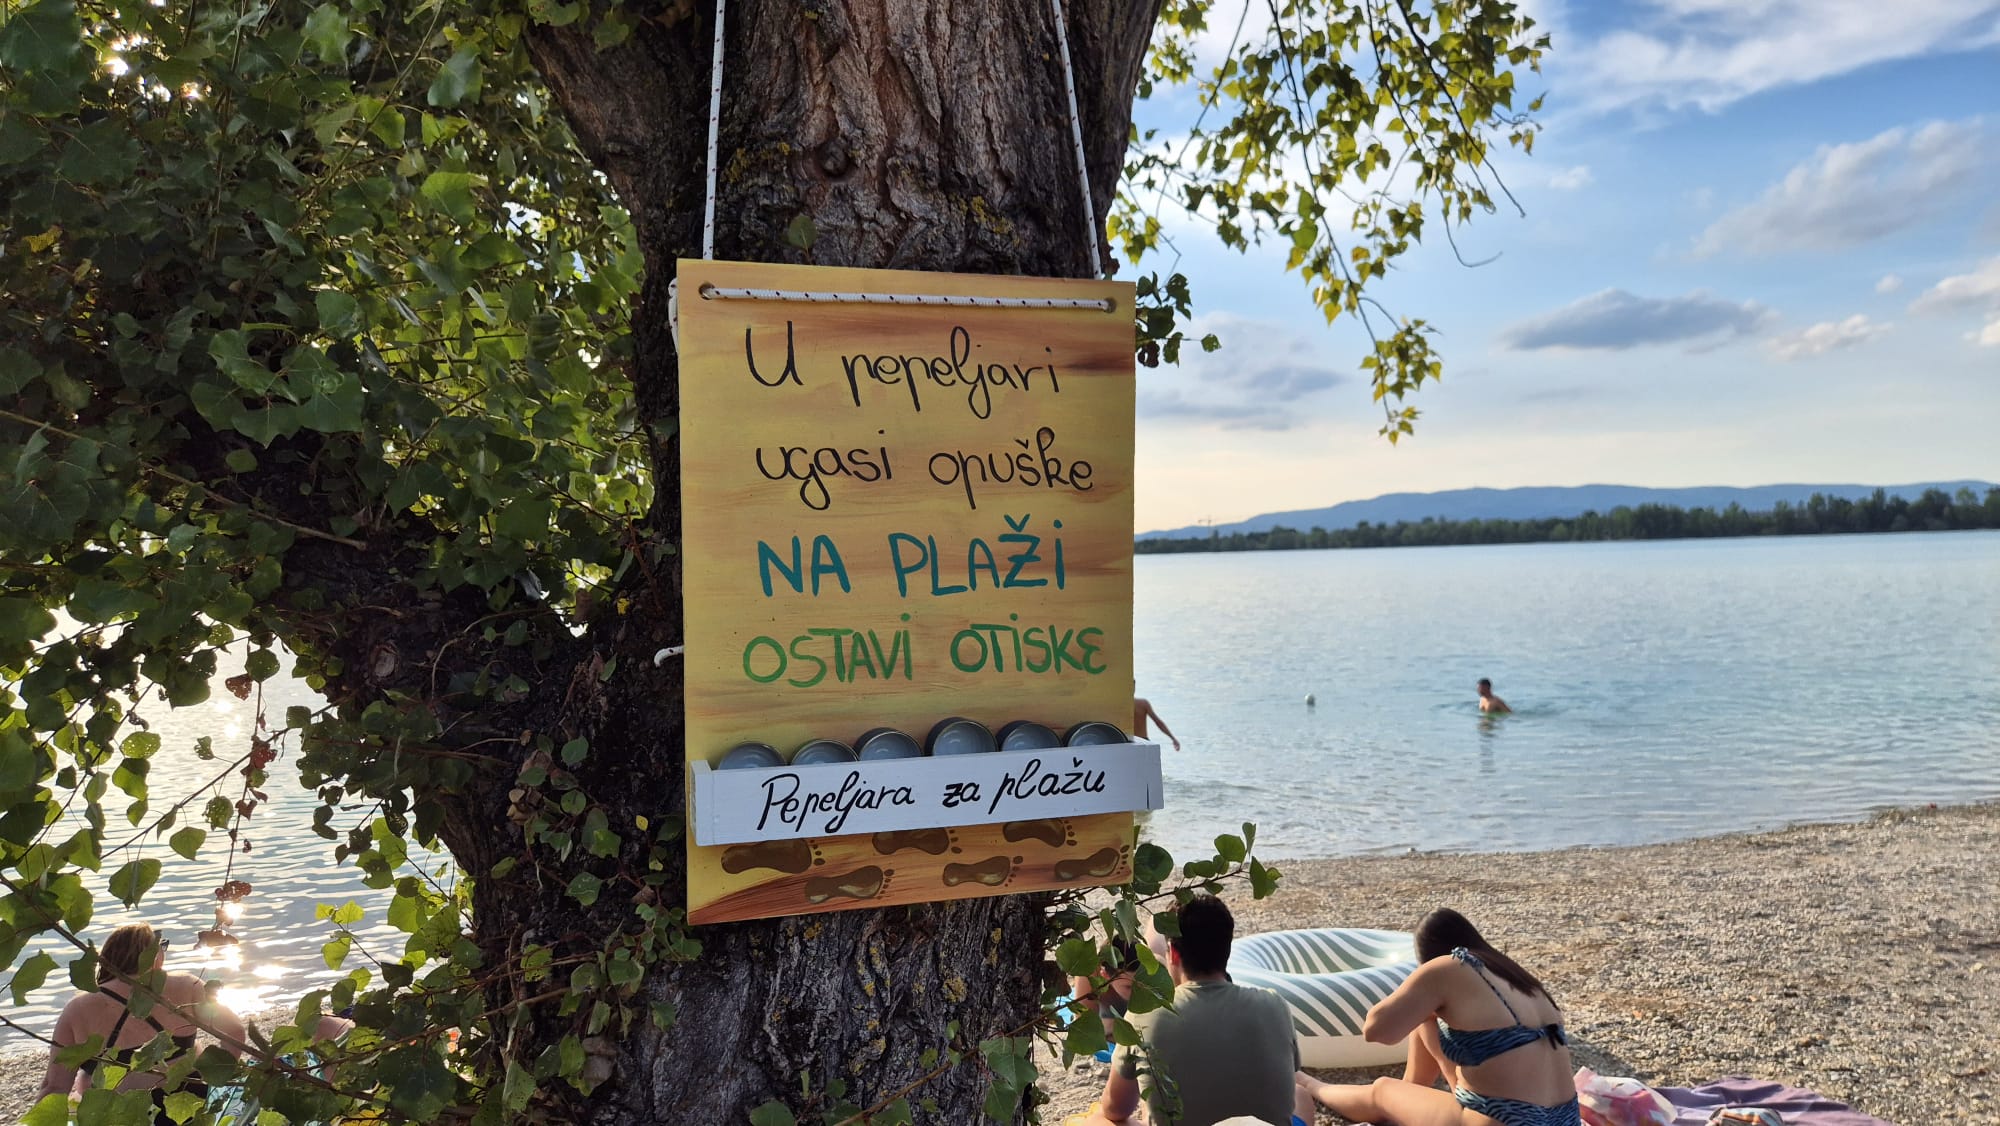 U pepeljari
ugasi opuške
NA PLAŽi
OSTAVi OTiSKE
Pepeljara za plažu